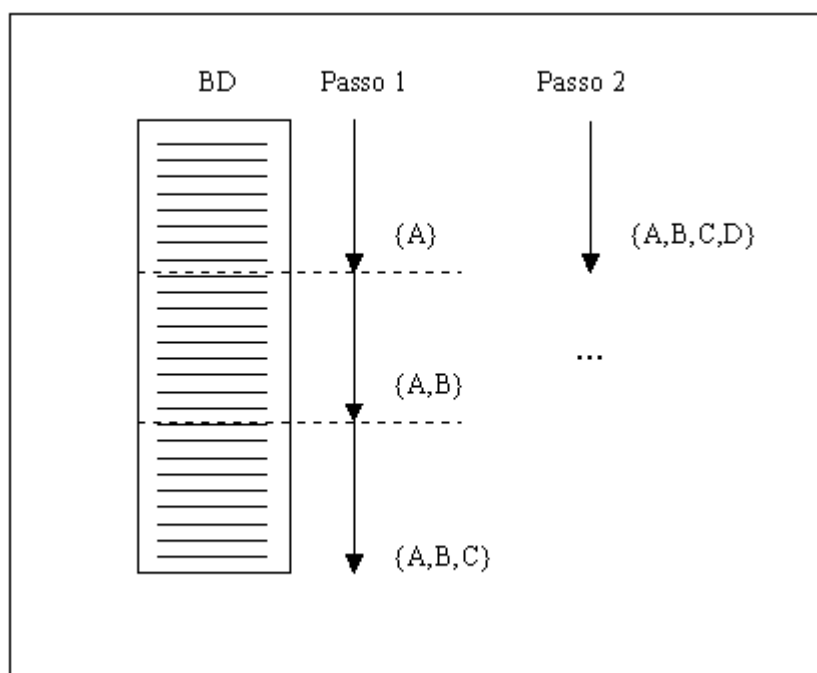 BD Passo 1 Passo 2
{A} {A,B,C,D}
...
{A,B}
{A,B,C}